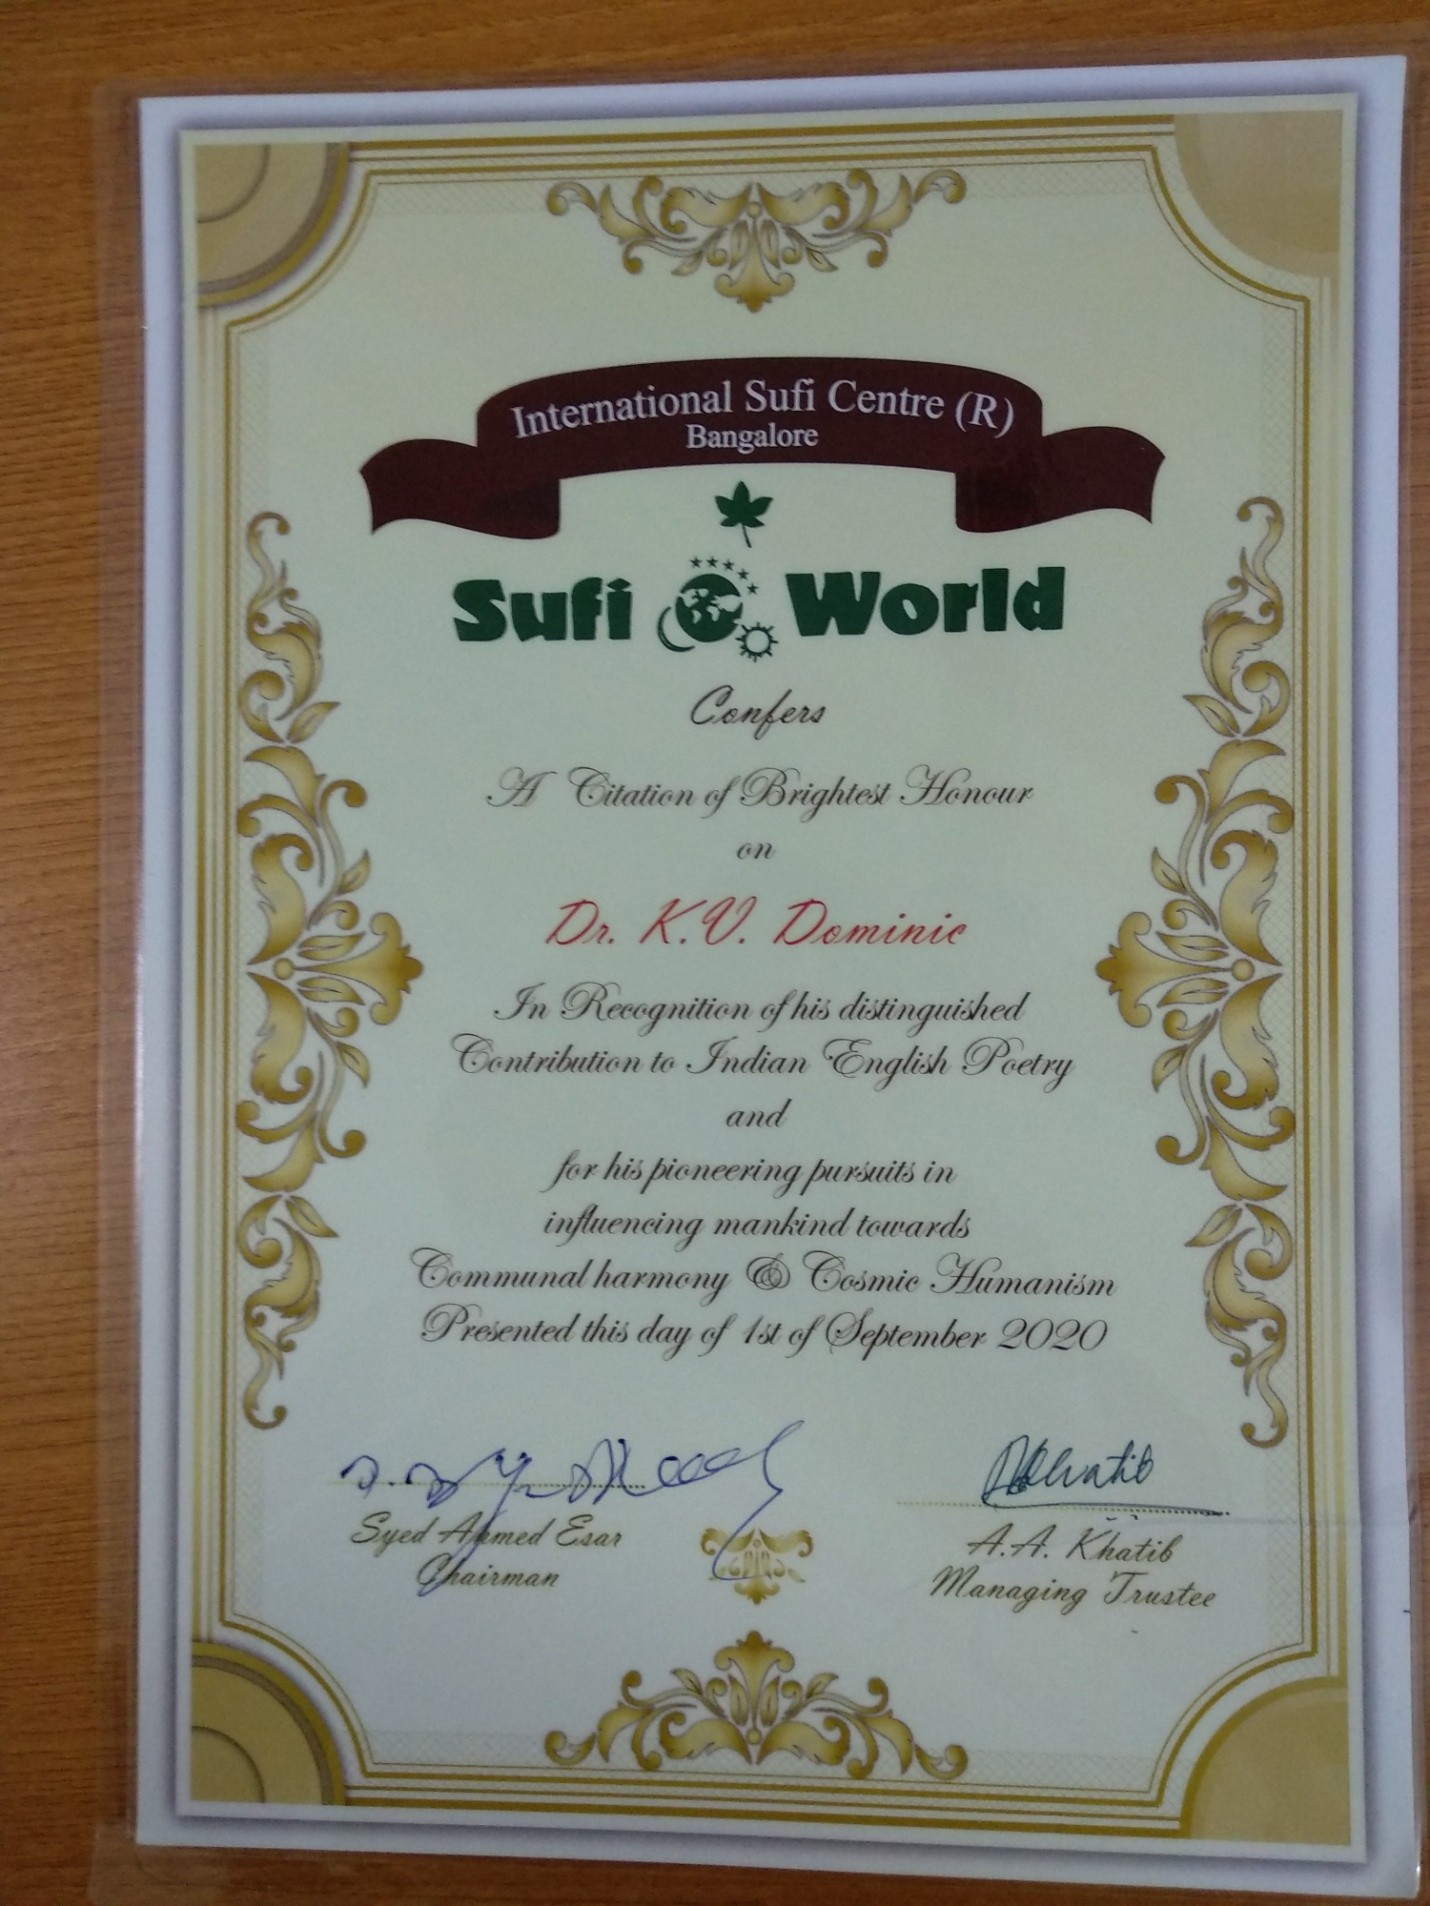 International Sufi Centre (R)
Bangalore
Sufi World
Confers
A Citation of Brightest Honour
on
Dr. K.V. Dominic
In Recognition of his distinguished
Contribution to Indian English Poetry
and
for his pioneering pursuits in
influencing mankind towards
Communal harmony & Cosmic Humanism
Presented this day of 1st of September 2020
Syed Ahmed Esar
Chairman
A.A. Khatib
Managing Trustee